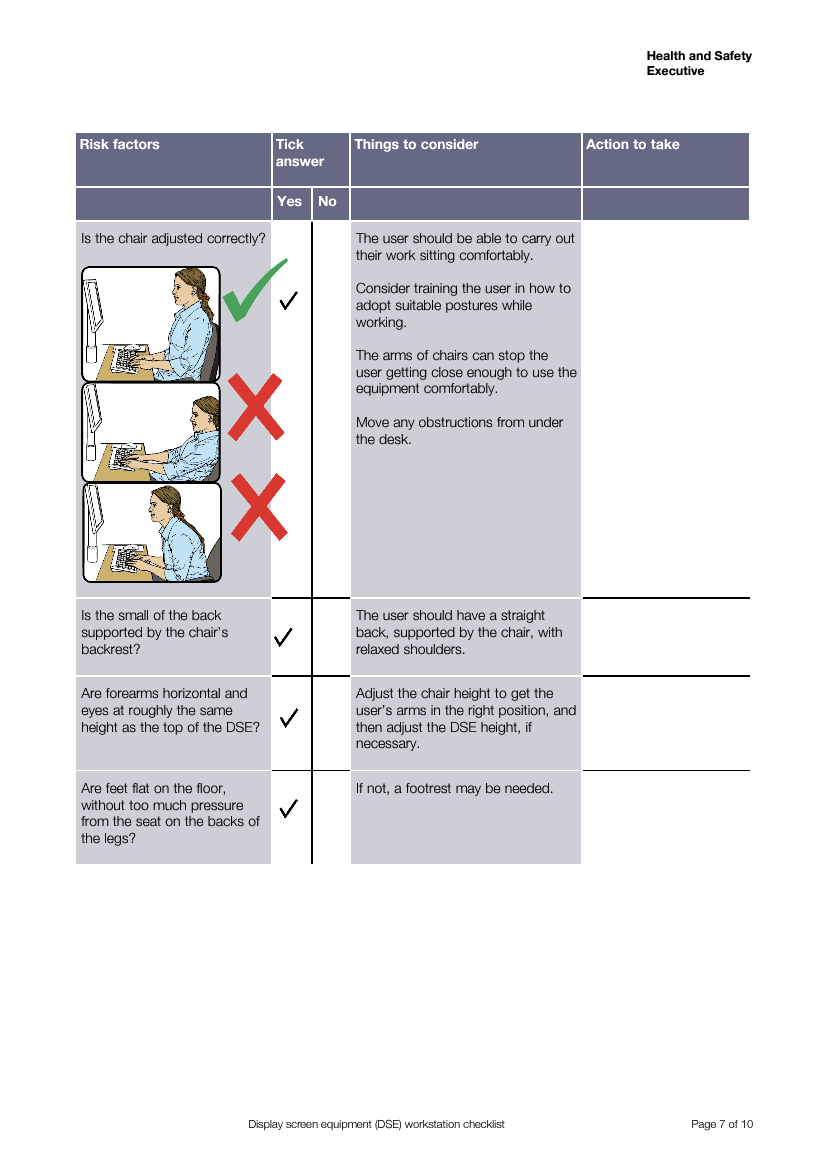 Health and Safety
Executive
Risk factors
Tick
answer
Things to consider
Action to take
Yes
No
Is the chair adjusted correctly?
The user should be able to carry out
their work sitting comfortably.
Consider training the user in how to
adopt suitable postures while
working.
The arms of chairs can stop the
user getting close enough to use the
equipment comfortably.
Move any obstructions from under
the desk.
Is the small of the back
supported by the chair's
backrest?
The user should have a straight
back, supported by the chair, with
relaxed shoulders.
Are forearms horizontal and
eyes at roughly the same
height as the top of the DSE?
Adjust the chair height to get the
user's arms in the right position, and
then adjust the DSE height, if
necessary.
Are feet flat on the floor,
without too much pressure
from the seat on the backs of
the legs?
If not, a footrest may be needed.
Display screen equipment (DSE) workstation checklist
Page 7 of 10